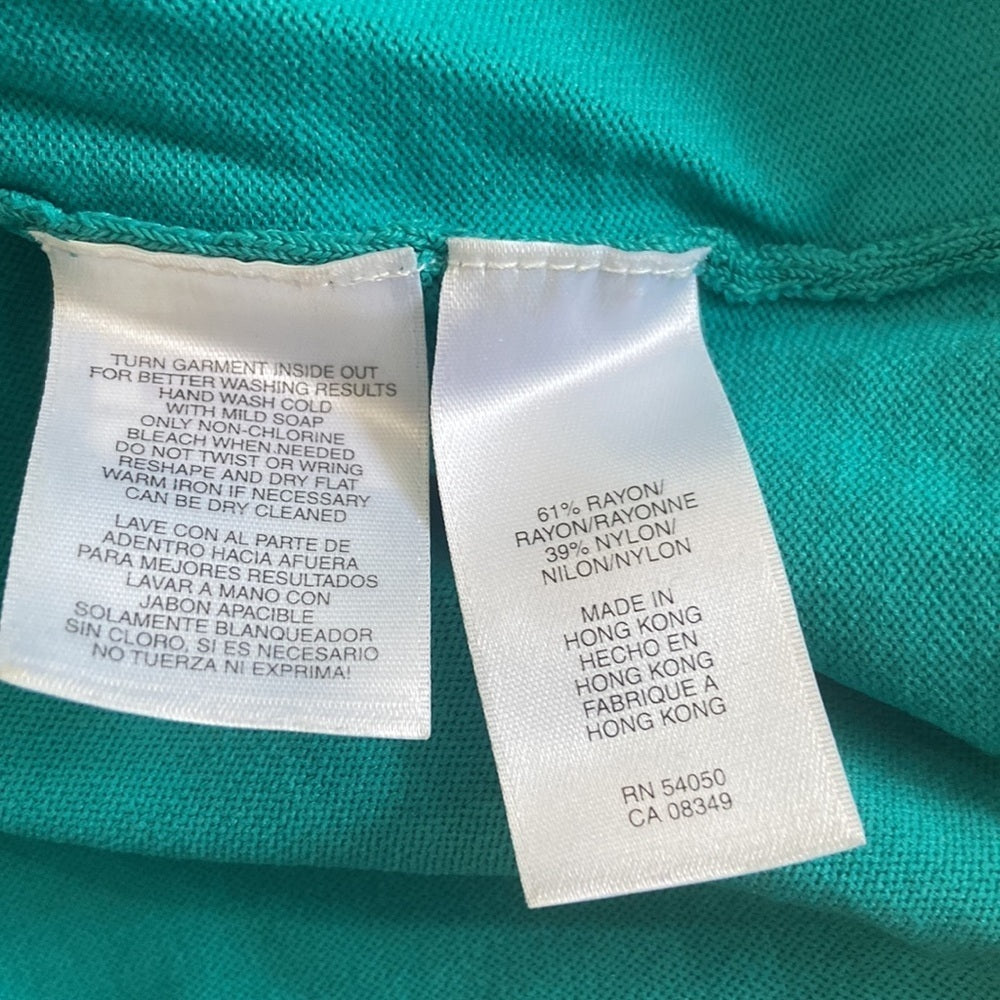 TURN GARMENT INSIDE OUT
FOR BETTER WASHING RESULTS
HAND WASH COLD
WITH MILD SOAP
ONLY NON-CHLORINE
BLEACH WHEN.NEEDED
DO NOT TWIST OR WRING
RESHAPE AND DRY FLAT
WARM IRON IF NECESSARY
CAN BE DRY CLEANED
LAVE CON AL PARTE DE
ADENTRO HACIA AFUERA
PARA MEJORES RESULTADOS
LAVAR A MANO CON
JABON APACIBLE
SOLAMENTE BLANQUEADOR
SIN CLORO, SI ES NECESARIO
NO TUERZA NI EXPRIMA!
61% RAYON/
RAYON/RAYONNE
39% NYLON/
NILON/NYLON
MADE IN
HONG KONG
HECHO EN
HONG KONG
FABRIQUE A
HONG KONG
RN 54050
CA 08349